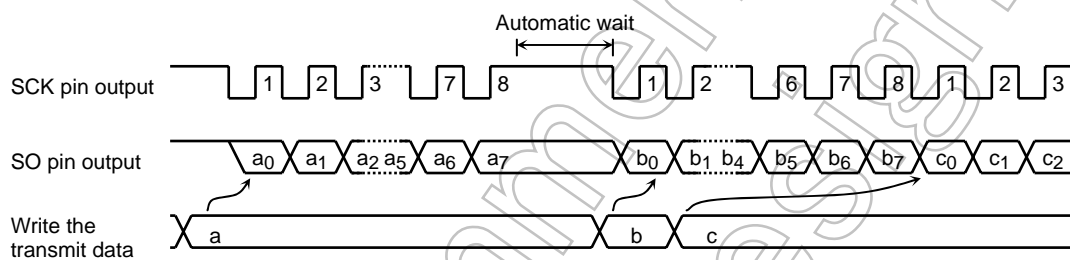 Automatic wait
SCK pin output 1 2 3 7 8 1 2 6 7 8 1 2 3
SO pin output a0 a1 a2 a5 a6 a7 b0 b1 b4 b5 b6 b7 c0 c1 c2
Write the
transmit data a b c